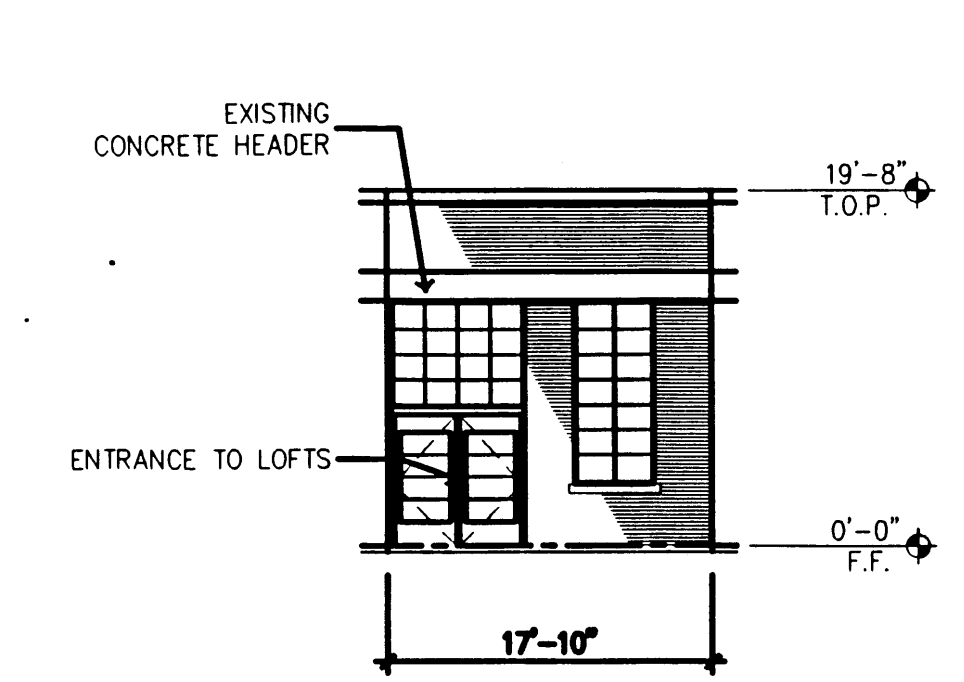 EXISTING
CONCRETE HEADER
19'-8"
T.O.P.
ENTRANCE TO LOFTS
0'-0"
F.F.
17'-10"